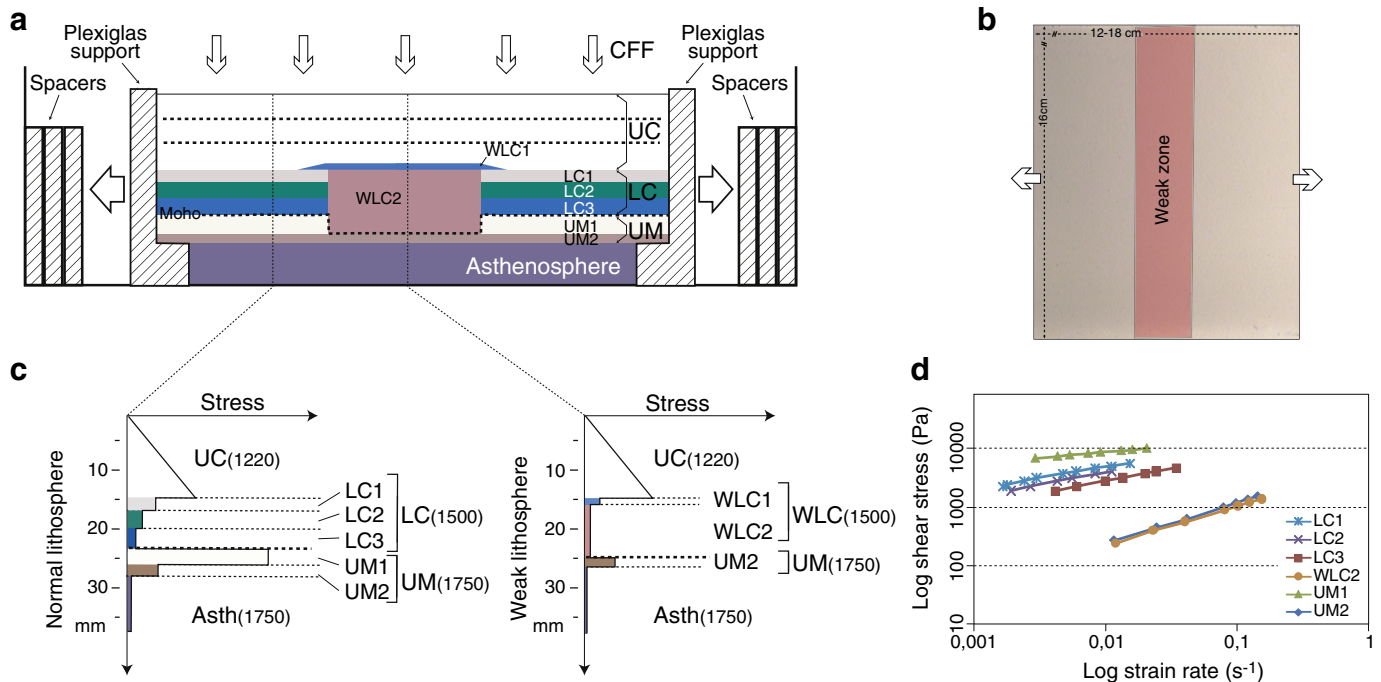 a
Plexiglas support
CFF
Plexiglas support
Spacers
Spacers
UC
WLC1
LC1
LC2
LC
WLC2
LC3
Moho
UM1
UM
UM2
Asthenosphere
b
12-18 cm
16cm
Weak zone
c
Normal lithosphere
Stress
10
20
30
mm
UC(1220)
LC1
LC2
LC3
LC(1500)
UM1
UM2
UM(1750)
Asth(1750)
Weak lithosphere
Stress
10
20
30
mm
UC(1220)
WLC1
WLC2
WLC(1500)
UM2
UM(1750)
Asth(1750)
d
Log shear stress (Pa)
10000
1000
100
10
0,001
0,01
0,1
1
Log strain rate (s-1)
LC1
LC2
LC3
WLC2
UM1
UM2